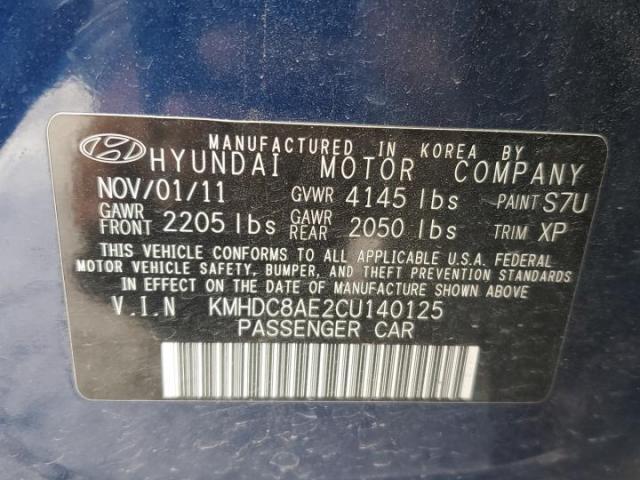 MANUFACTURED IN KOREA BY
HYUNDAI MOTOR COMPANY
NOV/01/11 GVWR 4145 lbs PAINT S7U
GAWR FRONT 2205 lbs GAWR REAR 2050 lbs TRIM XP
THIS VEHICLE CONFORMS TO ALL APPLICABLE U.S.A. FEDERAL
MOTOR VEHICLE SAFETY, BUMPER, AND THEFT PREVENTION STANDARDS
IN EFFECT ON THE DATE OF MANUFACTURE SHOWN ABOVE
V.I.N KMHDC8AE2CU140125
PASSENGER CAR